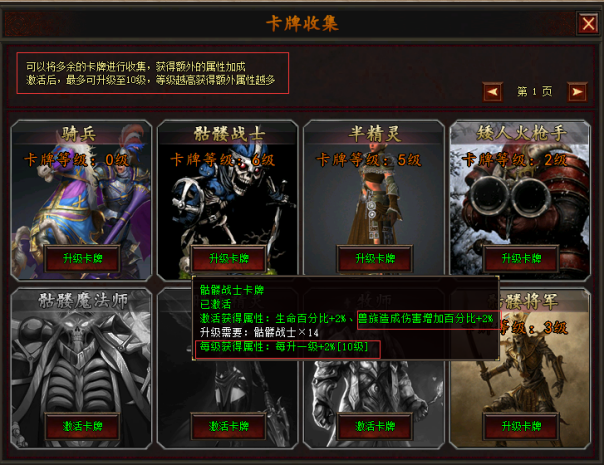 卡牌收集
可以将多余的卡牌进行收集，获得额外的属性加成
激活后，最多可升级至10级，等级越高获得额外属性越多
第 1 页
骑兵
骷髅战士
半精灵
矮人火枪手
卡牌等级：0级
卡牌等级：6级
卡牌等级：5级
卡牌等级：2级
升级卡牌
升级卡牌
升级卡牌
升级卡牌
骷髅战士卡牌
已激活
激活获得属性：生命百分比+2%、兽族造成伤害增加百分比+2%
升级需要：骷髅战士×14
每级获得属性：每升一级+2%[10级]
骷髅魔法师
骷髅将军
等级：3级
激活卡牌
激活卡牌
激活卡牌
升级卡牌